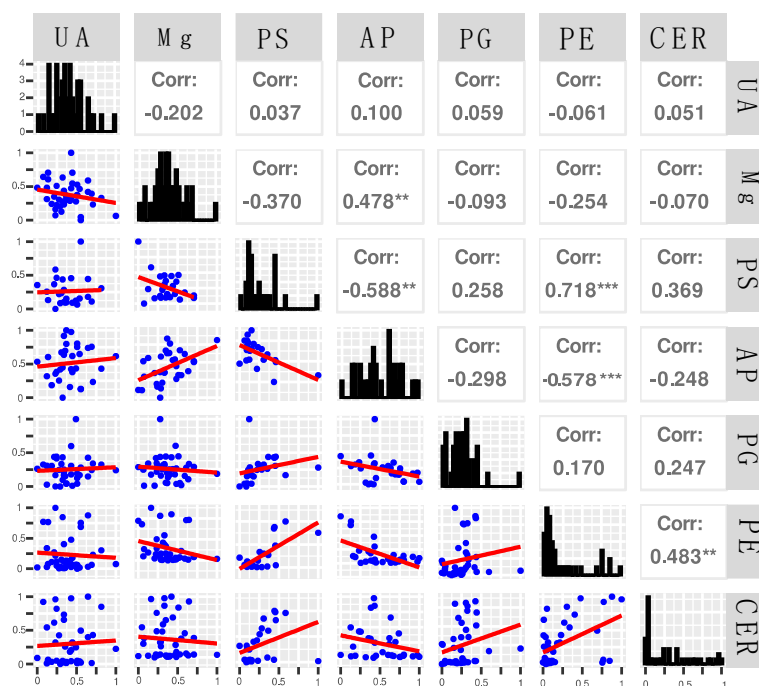 UA Mg PS AP PG PE CER
4
3
2
1
0
Corr: Corr: Corr: Corr: Corr: Corr:
-0.202 0.037 0.100 0.059 -0.061 0.051
UA
1
0.5
0
Corr: Corr: Corr: Corr: Corr:
-0.370 0.478** -0.093 -0.254 -0.070
Mg
1
0.5
0
Corr: Corr: Corr: Corr:
-0.588** 0.258 0.718*** 0.369
PS
1
0.5
0
Corr: Corr: Corr:
-0.298 -0.578*** -0.248
AP
1
0.5
0
Corr: Corr:
0.170 0.247
PG
1
0.5
0
Corr:
0.483**
PE
1
0.5
0
CER
0 0.5 1 0 0.5 1 0 0.5 1 0 0.5 1 0 0.5 1 0 0.5 1 0 0.5 1